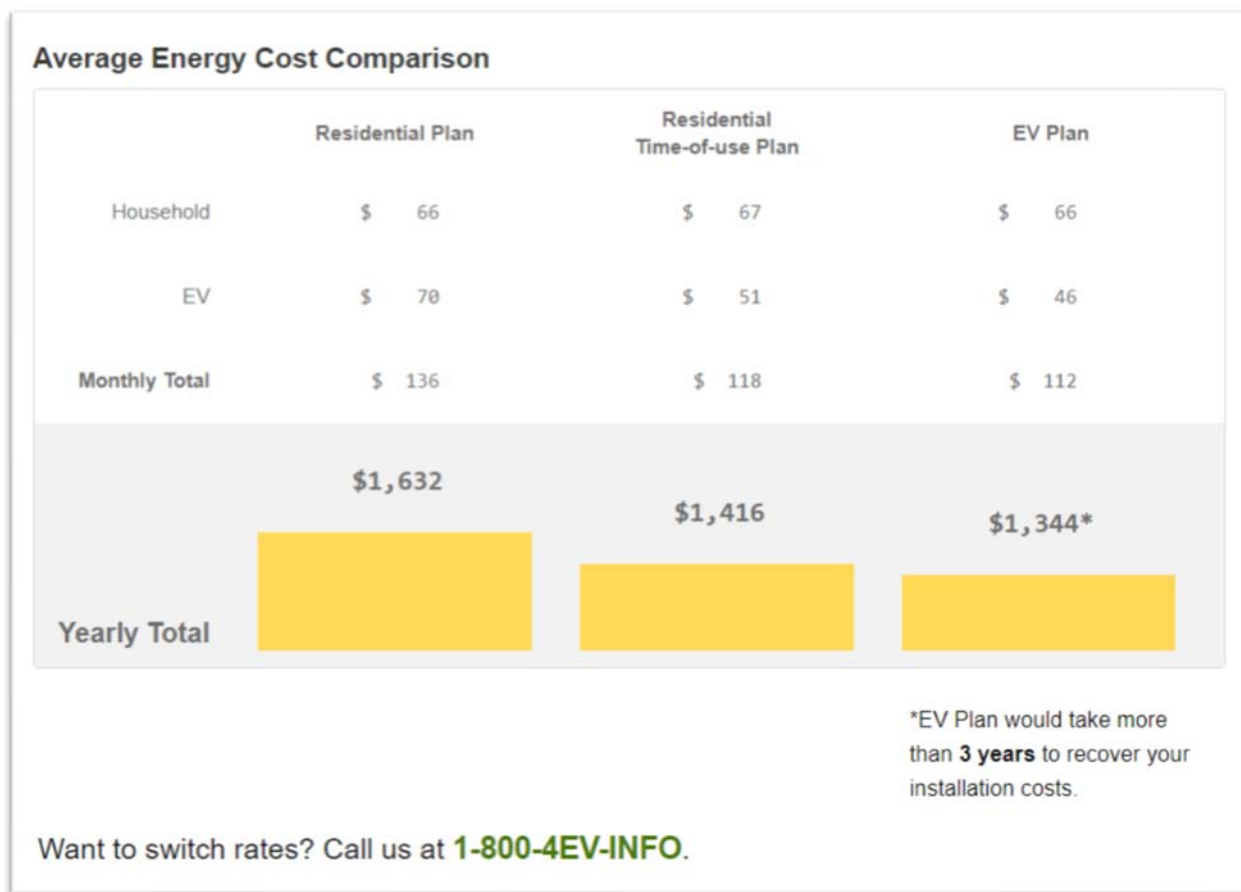 Average Energy Cost Comparison
Residential Plan
Residential
Time-of-use Plan
EV Plan
Household $ 66 $ 67 $ 66
EV $ 70 $ 51 $ 46
Monthly Total $ 136 $ 118 $ 112
$1,632
$1,416
$1,344*
Yearly Total
*EV Plan would take more
than 3 years to recover your
installation costs.
Want to switch rates? Call us at 1-800-4EV-INFO.